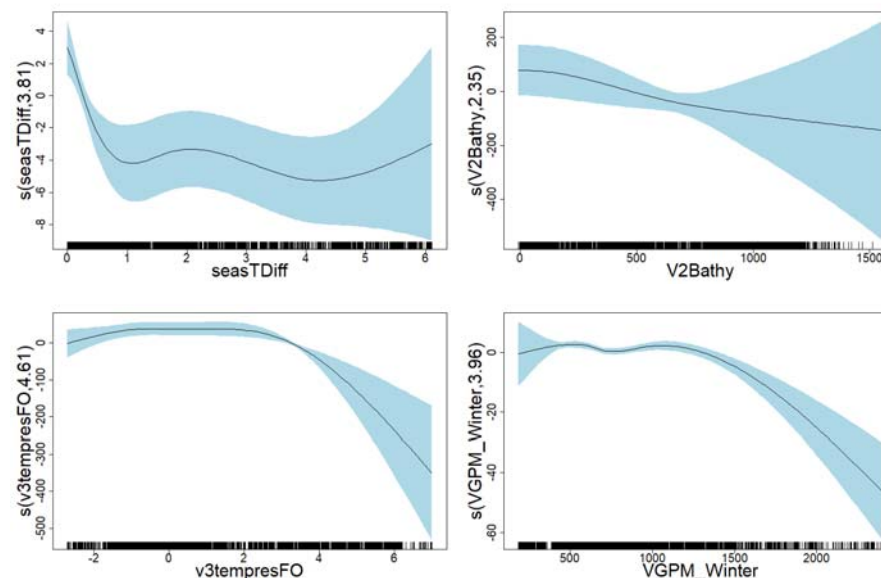 s(seasTDiff,3.81)
4
2
0
-2
-4
-6
-8
0 1 2 3 4 5 6
seasTDiff
s(V2Bathy,2.35)
200
0
-200
-400
0 500 1000 1500
V2Bathy
s(v3tempresFO,4.61)
0
-100
-200
-300
-400
-500
-2 0 2 4 6
v3tempresFO
s(VGPM_Winter,3.96)
0
-20
-40
-60
500 1000 1500 2000
VGPM_Winter